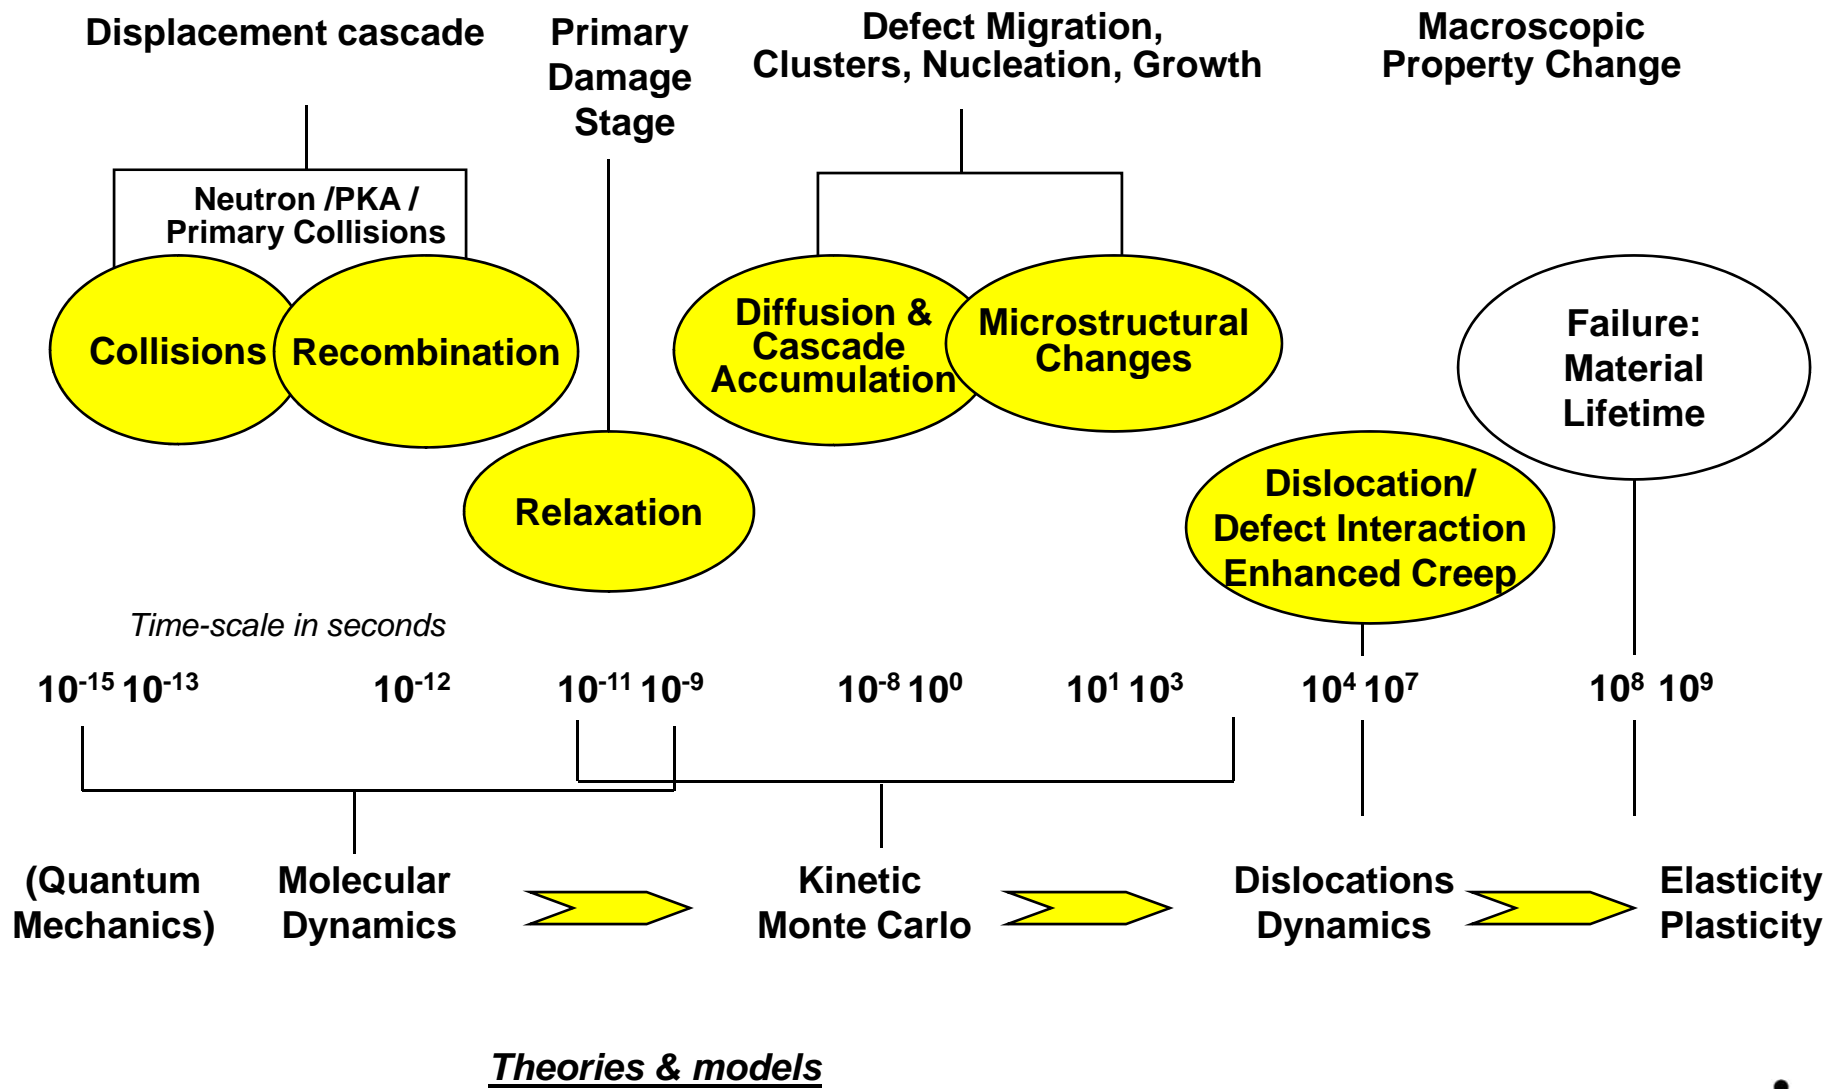 Displacement cascade
Primary
Damage
Stage
Defect Migration,
Clusters, Nucleation, Growth
Macroscopic
Property Change
Neutron /PKA /
Primary Collisions
Collisions
Recombination
Relaxation
Diffusion &
Cascade
Accumulation
Microstructural
Changes
Dislocation/
Defect Interaction
Enhanced Creep
Failure:
Material
Lifetime
Time-scale in seconds
10⁻¹⁵ 10⁻¹³ 10⁻¹² 10⁻¹¹ 10⁻⁹ 10⁻⁸ 10⁰ 10¹ 10³ 10⁴ 10⁷ 10⁸ 10⁹
(Quantum
Mechanics)
Molecular
Dynamics
Kinetic
Monte Carlo
Dislocations
Dynamics
Elasticity
Plasticity
Theories & models